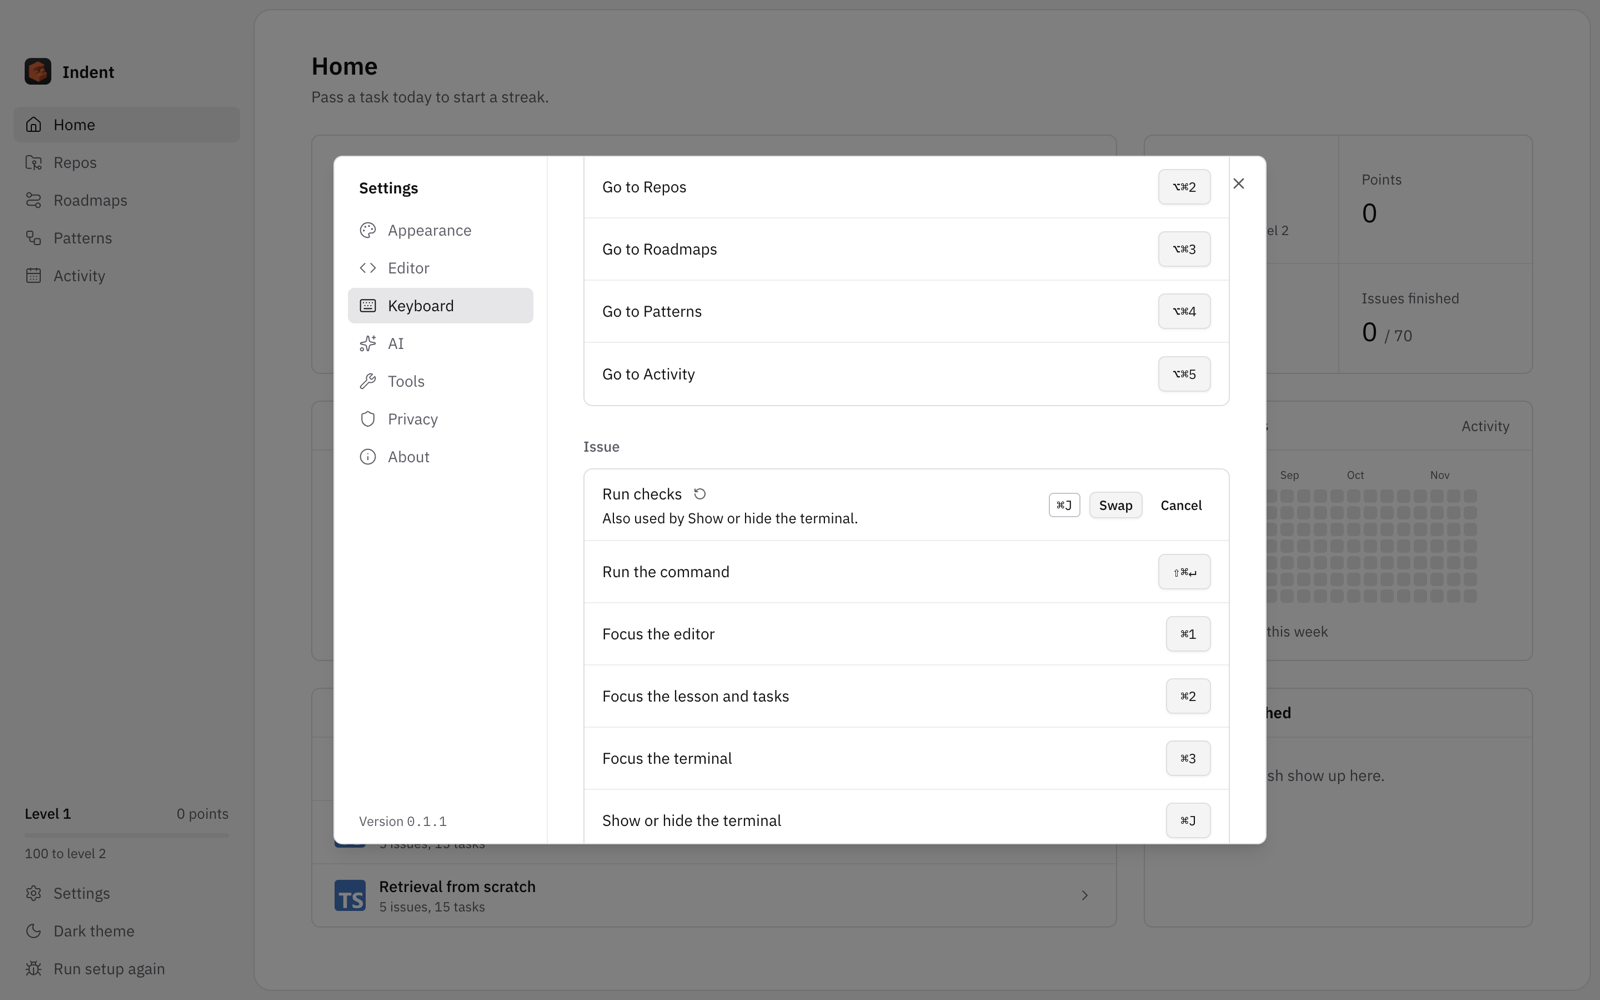 Indent
Home
Repos
Roadmaps
Patterns
Activity
Level 1
0 points
100 to level 2
Settings
Dark theme
Run setup again
Home
Pass a task today to start a streak.
el 2
Points
0
Issues finished
0 / 70
Activity
Sep
Oct
Nov
this week
hed
sh show up here.
5 issues, 15 tasks
TS
Retrieval from scratch
5 issues, 15 tasks
Settings
Appearance
Editor
Keyboard
AI
Tools
Privacy
About
Version 0.1.1
Go to Repos
⌥⌘2
Go to Roadmaps
⌥⌘3
Go to Patterns
⌥⌘4
Go to Activity
⌥⌘5
Issue
Run checks
Also used by Show or hide the terminal.
⌘J
Swap
Cancel
Run the command
⇧⌘↵
Focus the editor
⌘1
Focus the lesson and tasks
⌘2
Focus the terminal
⌘3
Show or hide the terminal
⌘J